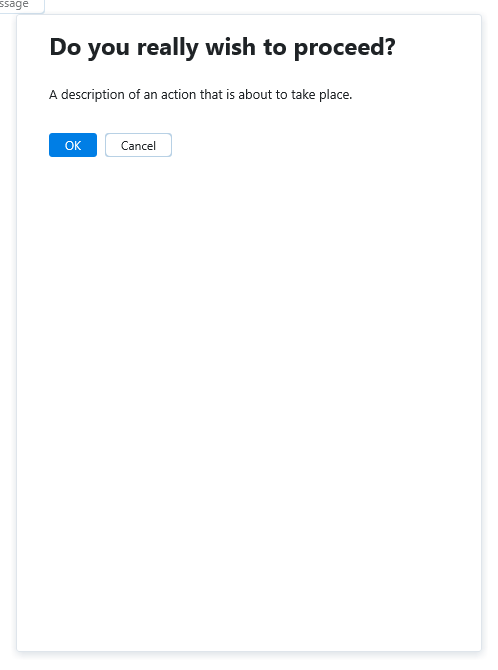 ssage
Do you really wish to proceed?
A description of an action that is about to take place.
OK
Cancel